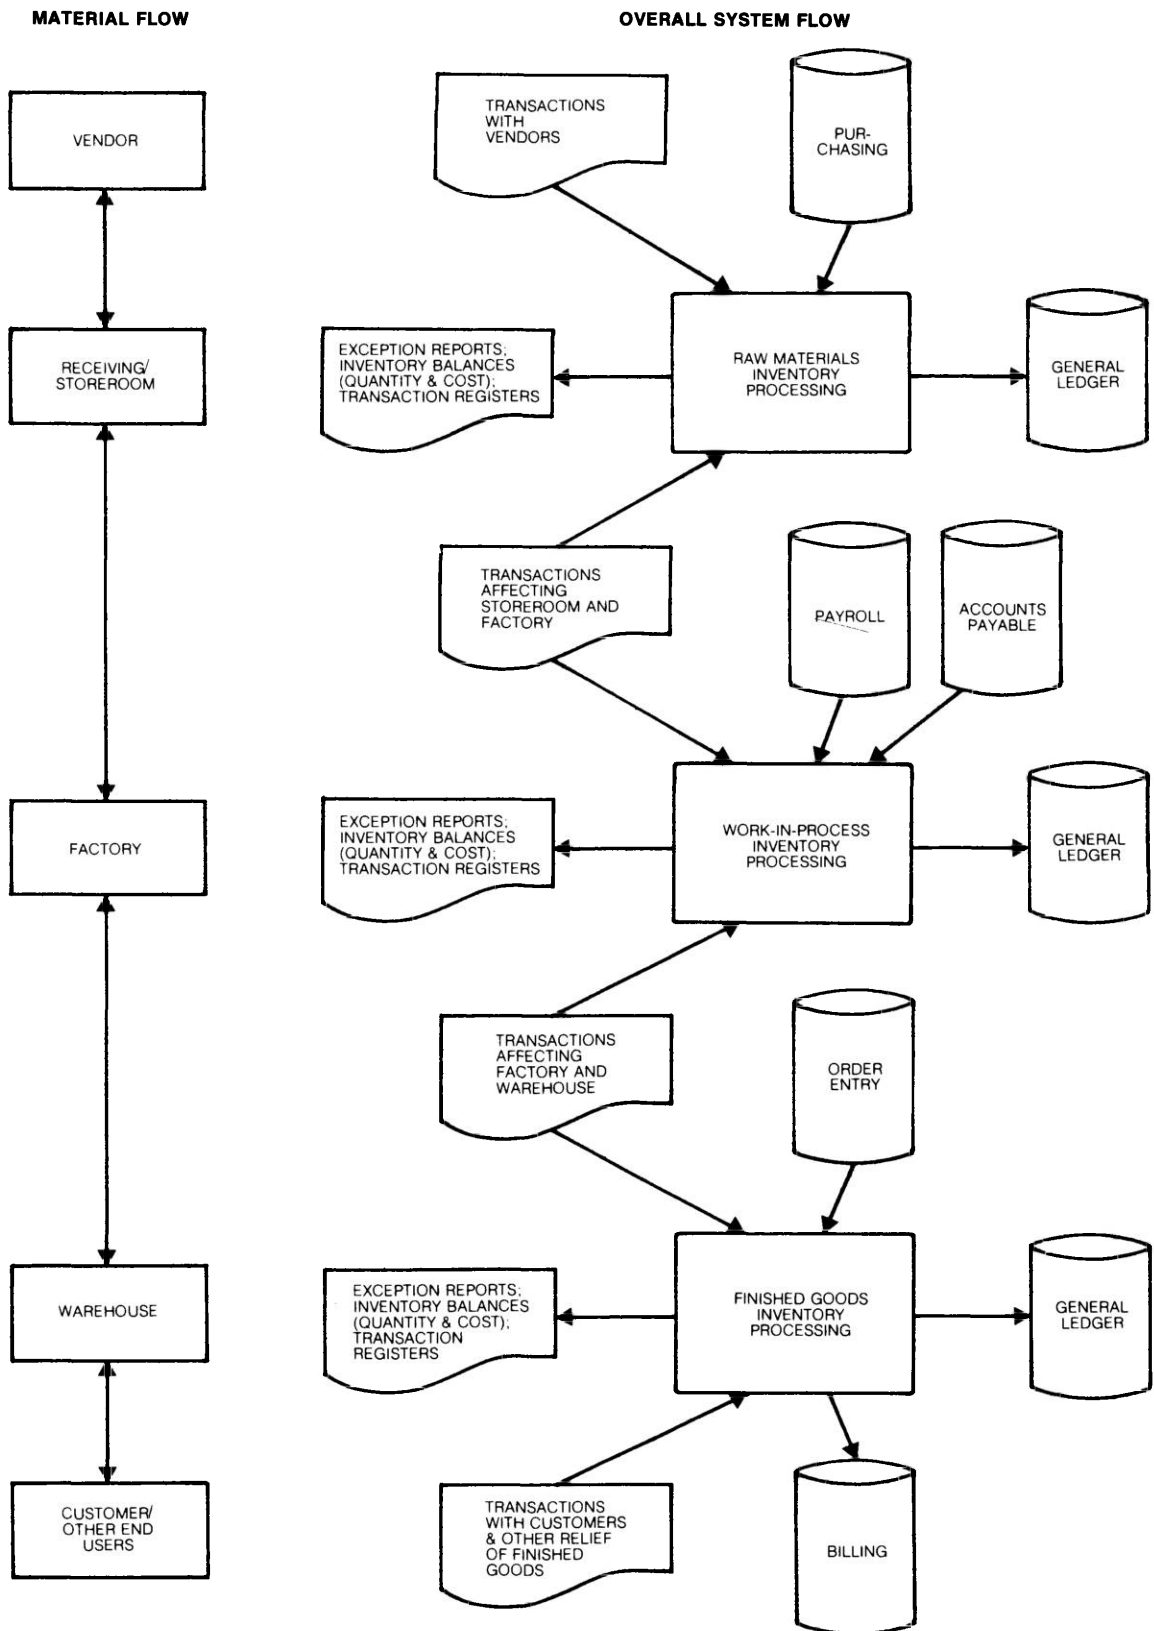 MATERIAL FLOW
OVERALL SYSTEM FLOW
VENDOR
TRANSACTIONS
WITH
VENDORS
PUR-
CHASING
RECEIVING/
STOREROOM
EXCEPTION REPORTS;
INVENTORY BALANCES
(QUANTITY & COST);
TRANSACTION REGISTERS
RAW MATERIALS
INVENTORY
PROCESSING
GENERAL
LEDGER
TRANSACTIONS
AFFECTING
STOREROOM AND
FACTORY
PAYROLL
ACCOUNTS
PAYABLE
FACTORY
EXCEPTION REPORTS;
INVENTORY BALANCES
(QUANTITY & COST);
TRANSACTION REGISTERS
WORK-IN-PROCESS
INVENTORY
PROCESSING
GENERAL
LEDGER
TRANSACTIONS
AFFECTING
FACTORY AND
WAREHOUSE
ORDER
ENTRY
WAREHOUSE
EXCEPTION REPORTS;
INVENTORY BALANCES
(QUANTITY & COST);
TRANSACTION
REGISTERS
FINISHED GOODS
INVENTORY
PROCESSING
GENERAL
LEDGER
CUSTOMER/
OTHER END
USERS
TRANSACTIONS
WITH CUSTOMERS
& OTHER RELIEF
OF FINISHED
GOODS
BILLING